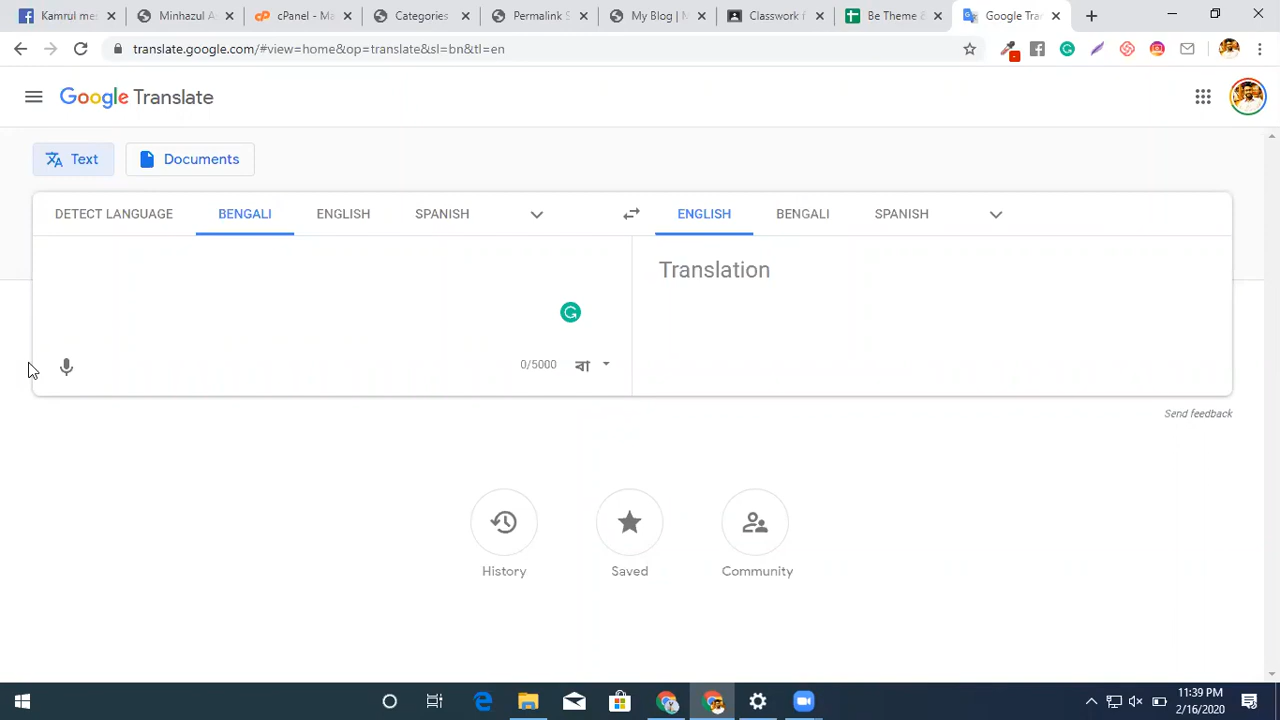 Kamrul me
Minhazul As
cPanel - Ma
Categories
Permalink S
My Blog | M
Classwork F
Be Theme &
Google Tra
translate.google.com/#view=home&op=translate&sl=bn&tl=en
Google Translate
Text
Documents
DETECT LANGUAGE
BENGALI
ENGLISH
SPANISH
ENGLISH
BENGALI
SPANISH
Translation
0/5000
বা
Send feedback
History
Saved
Community
11:39 PM
2/16/2020